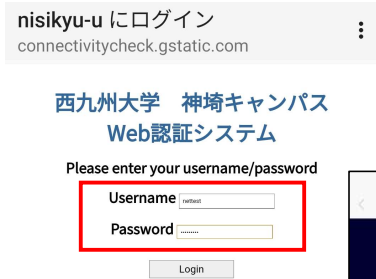 nisikyu-u にログイン
connectivitycheck.gstatic.com
西九州大学　神埼キャンパス
Web認証システム
Please enter your username/password
Username nettest
Password ·········
Login